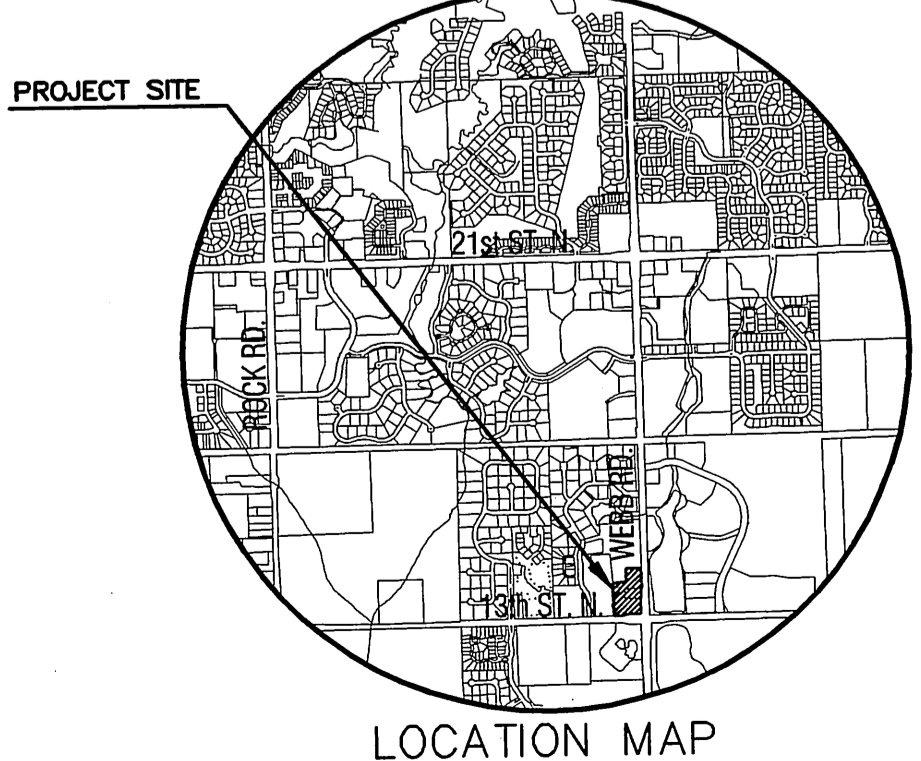 PROJECT SITE
21st ST. N.
ROCK RD.
WEBB RD.
13th ST. N.
LOCATION MAP